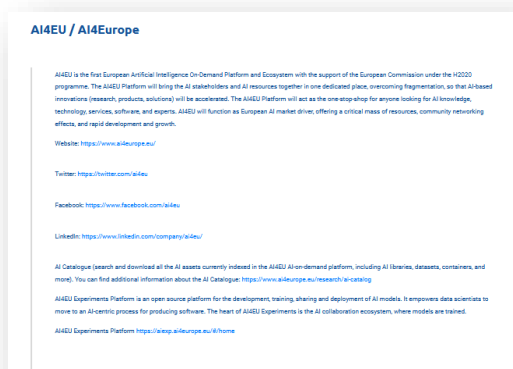 AI4EU / AI4Europe
AI4EU is the first European Artificial Intelligence On-Demand Platform and Ecosystem with the support of the European Commission under the H2020
programme. The AI4EU Platform will bring the AI stakeholders and AI resources together in one dedicated place, overcoming fragmentation, so that AI-based
innovations (research, products, solutions) will be accelerated. The AI4EU Platform will act as the one-stop-shop for anyone looking for AI knowledge,
technology, services, software, and experts. AI4EU will function as European AI market driver, offering a critical mass of resources, community networking
effects, and rapid development and growth.
Website: https://www.ai4europe.eu/
Twitter: https://twitter.com/ai4eu
Facebook: https://www.facebook.com/ai4eu
LinkedIn: https://www.linkedin.com/company/ai4eu/
AI Catalogue (search and download all the AI assets currently indexed in the AI4EU AI-on-demand platform, including AI libraries, datasets, containers, and
more). You can find additional information about the AI Catalogue: https://www.ai4europe.eu/research/ai-catalog
AI4EU Experiments Platform is an open source platform for the development, training, sharing and deployment of AI models. It empowers data scientists to
move to an AI-centric process for producing software. The heart of AI4EU Experiments is the AI collaboration ecosystem, where models are trained.
AI4EU Experiments Platform https://aiexp.ai4europe.eu/#/home